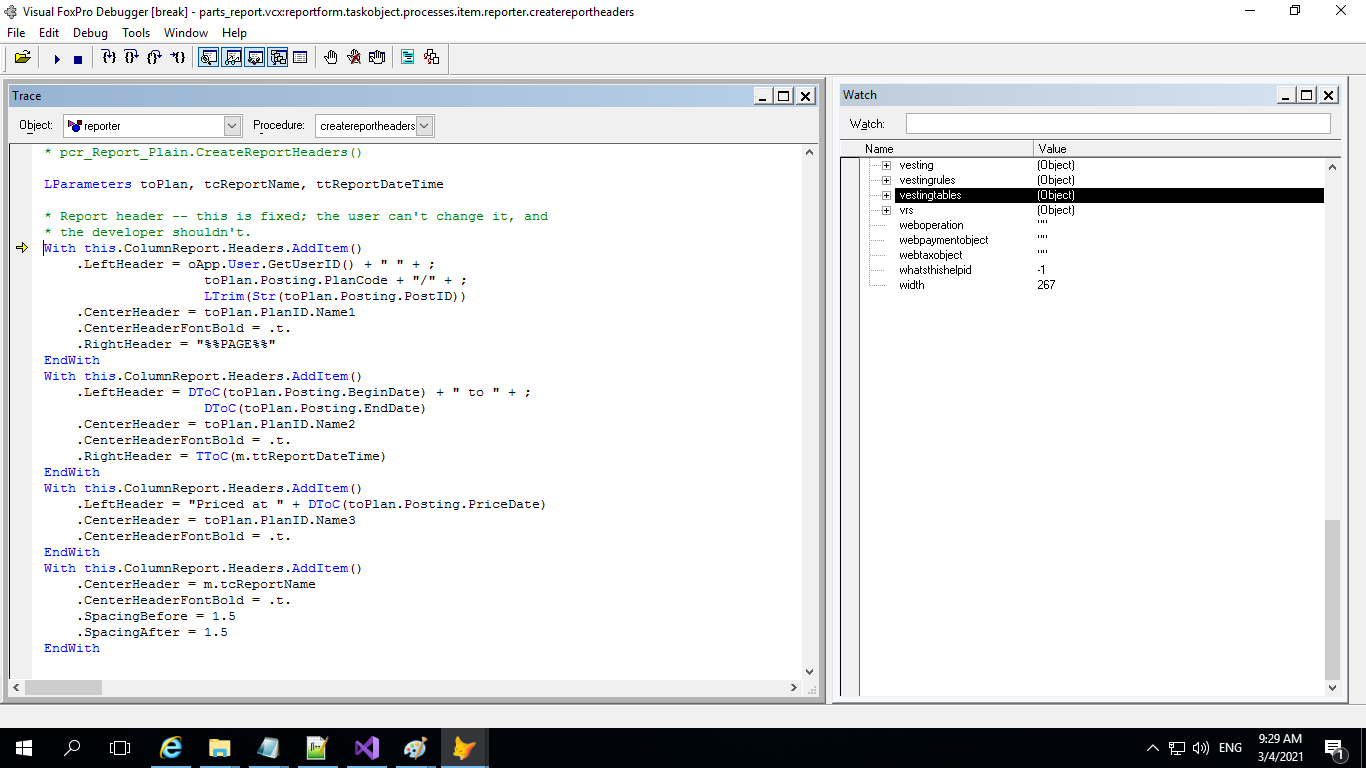 Visual FoxPro Debugger [break] - parts_report.vcx:reportform.taskobject.processes.item.reporter.createreportheaders
File Edit Debug Tools Window Help
Trace
Object: reporter Procedure: createreportheaders
* pcr_Report_Plain.CreateReportHeaders()
LParameters toPlan, tcReportName, ttReportDateTime
* Report header -- this is fixed; the user can't change it, and
* the developer shouldn't.
With this.ColumnReport.Headers.AddItem()
.LeftHeader = oApp.User.GetUserID() + " " + ;
toPlan.Posting.PlanCode + "/" + ;
LTrim(Str(toPlan.Posting.PostID))
.CenterHeader = toPlan.PlanID.Name1
.CenterHeaderFontBold = .t.
.RightHeader = "%%PAGE%%"
EndWith
With this.ColumnReport.Headers.AddItem()
.LeftHeader = DToC(toPlan.Posting.BeginDate) + " to " + ;
DToC(toPlan.Posting.EndDate)
.CenterHeader = toPlan.PlanID.Name2
.CenterHeaderFontBold = .t.
.RightHeader = TToC(m.ttReportDateTime)
EndWith
With this.ColumnReport.Headers.AddItem()
.LeftHeader = "Priced at " + DToC(toPlan.Posting.PriceDate)
.CenterHeader = toPlan.PlanID.Name3
.CenterHeaderFontBold = .t.
EndWith
With this.ColumnReport.Headers.AddItem()
.CenterHeader = m.tcReportName
.CenterHeaderFontBold = .t.
.SpacingBefore = 1.5
.SpacingAfter = 1.5
EndWith
Watch
Watch:
Name Value
vesting (Object)
vestingrules (Object)
vestingtables (Object)
vrs (Object)
weboperation ""
webpaymentobject ""
webtaxobject ""
whatsthishelpid -1
width 267
ENG
9:29 AM
3/4/2021
1